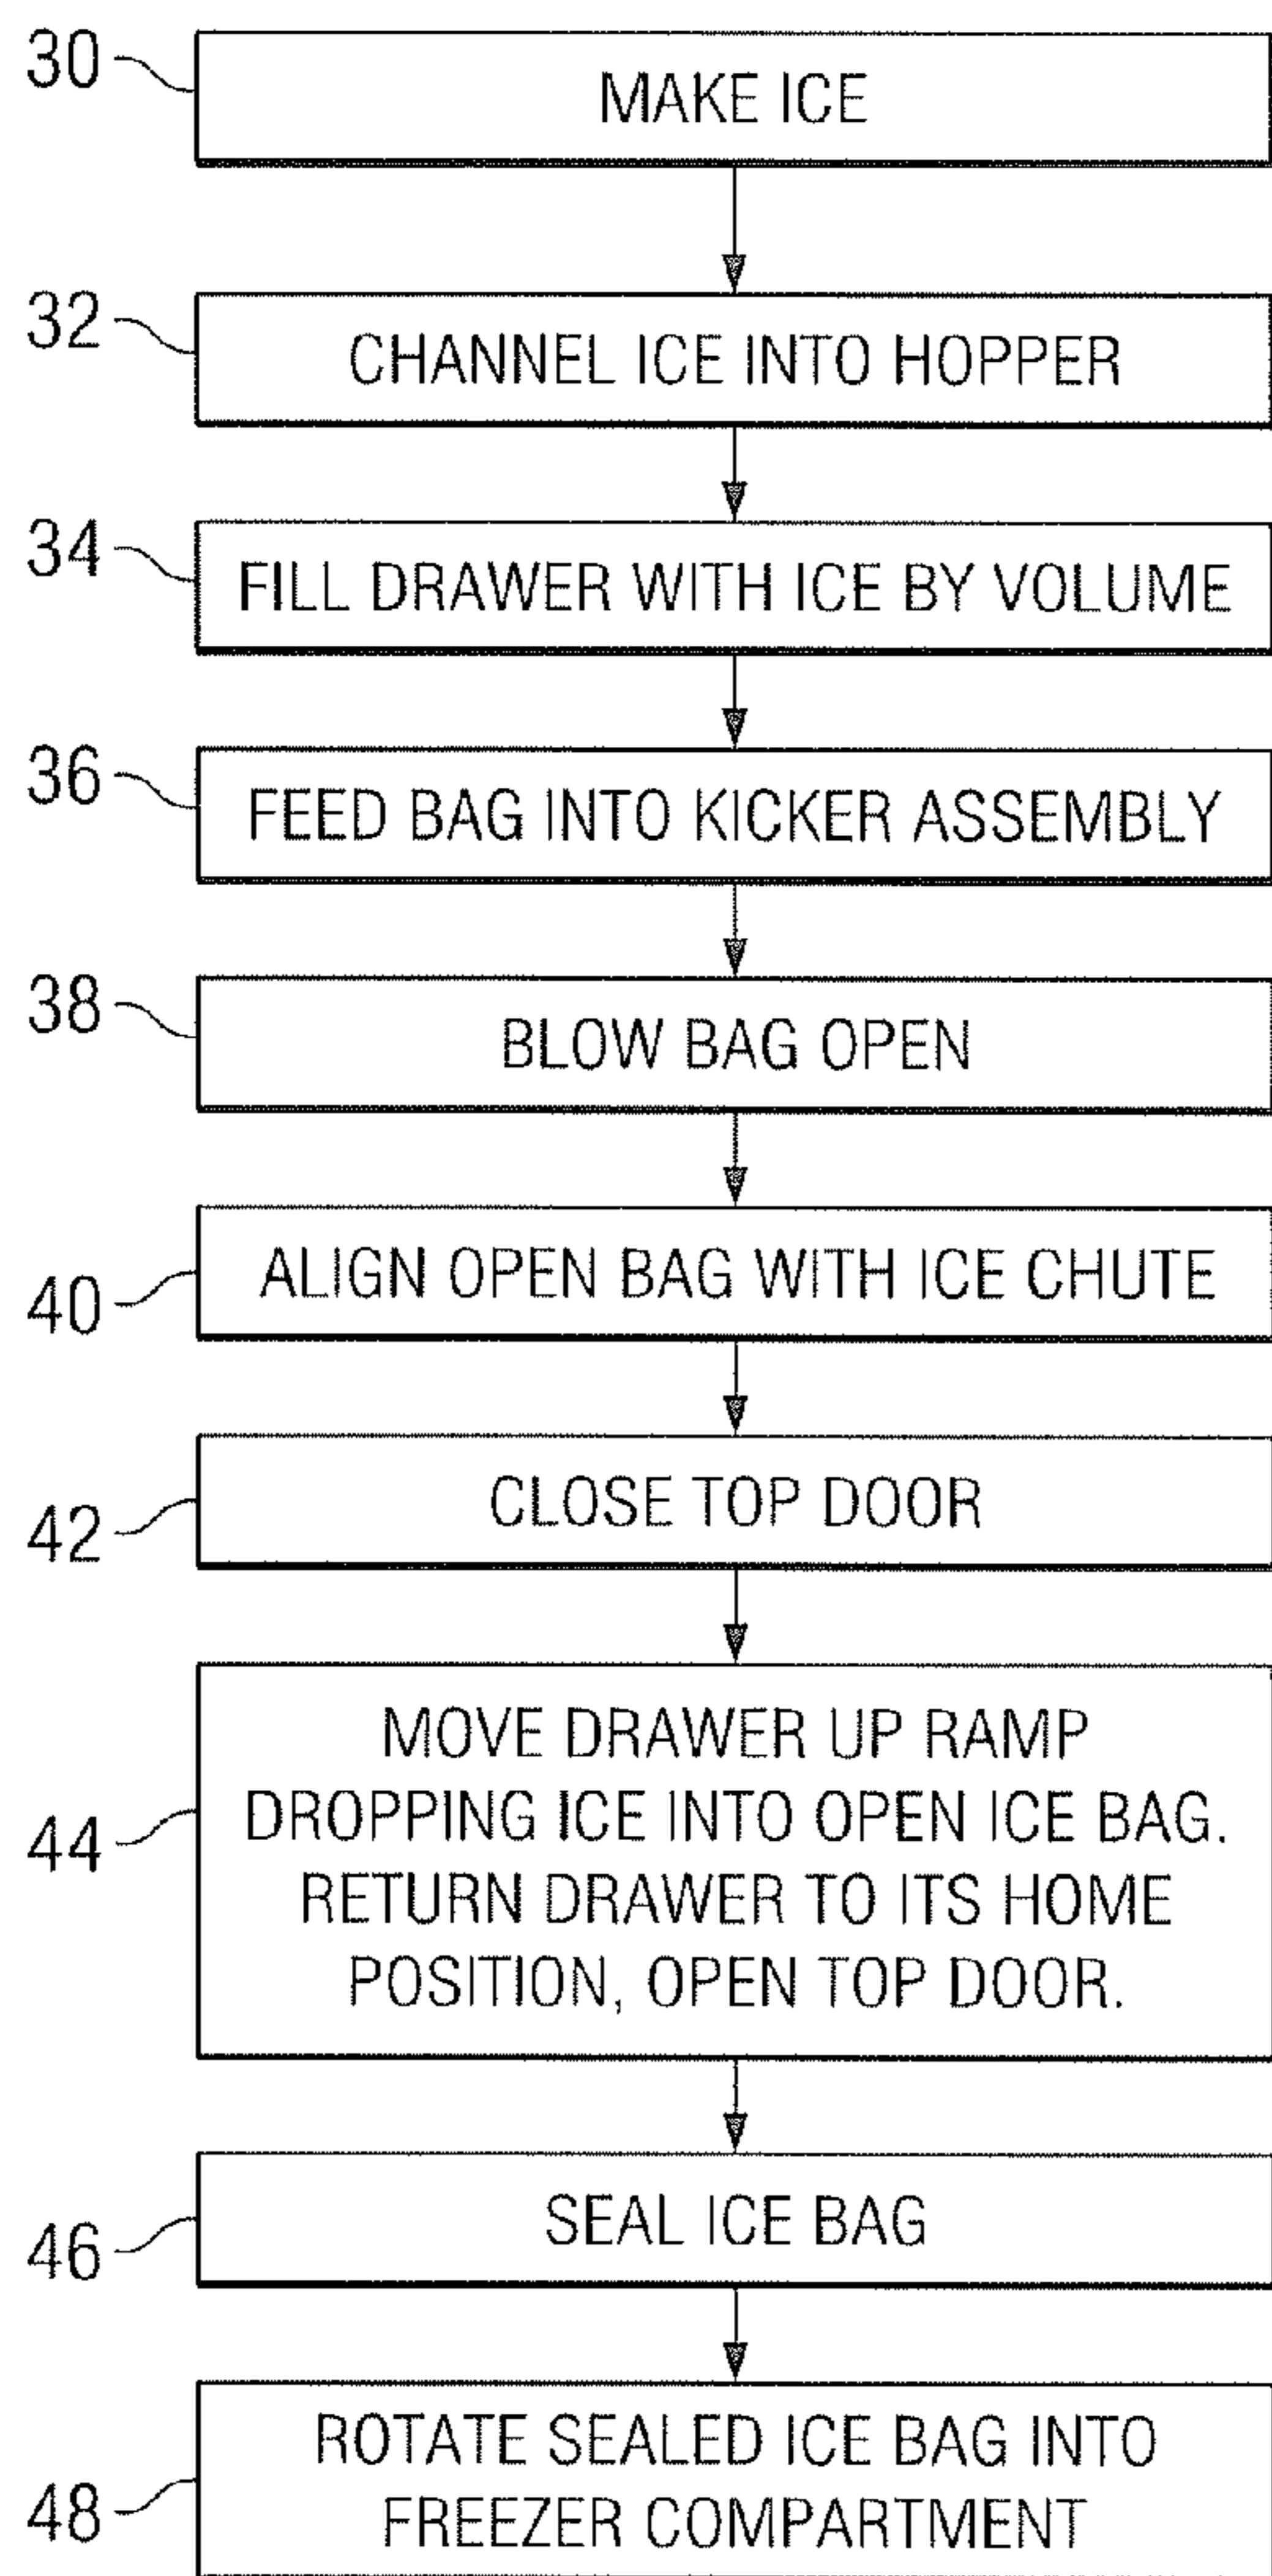 30
MAKE ICE
32
CHANNEL ICE INTO HOPPER
34
FILL DRAWER WITH ICE BY VOLUME
36
FEED BAG INTO KICKER ASSEMBLY
38
BLOW BAG OPEN
40
ALIGN OPEN BAG WITH ICE CHUTE
42
CLOSE TOP DOOR
44
MOVE DRAWER UP RAMP
DROPPING ICE INTO OPEN ICE BAG.
RETURN DRAWER TO ITS HOME
POSITION, OPEN TOP DOOR.
46
SEAL ICE BAG
48
ROTATE SEALED ICE BAG INTO
FREEZER COMPARTMENT